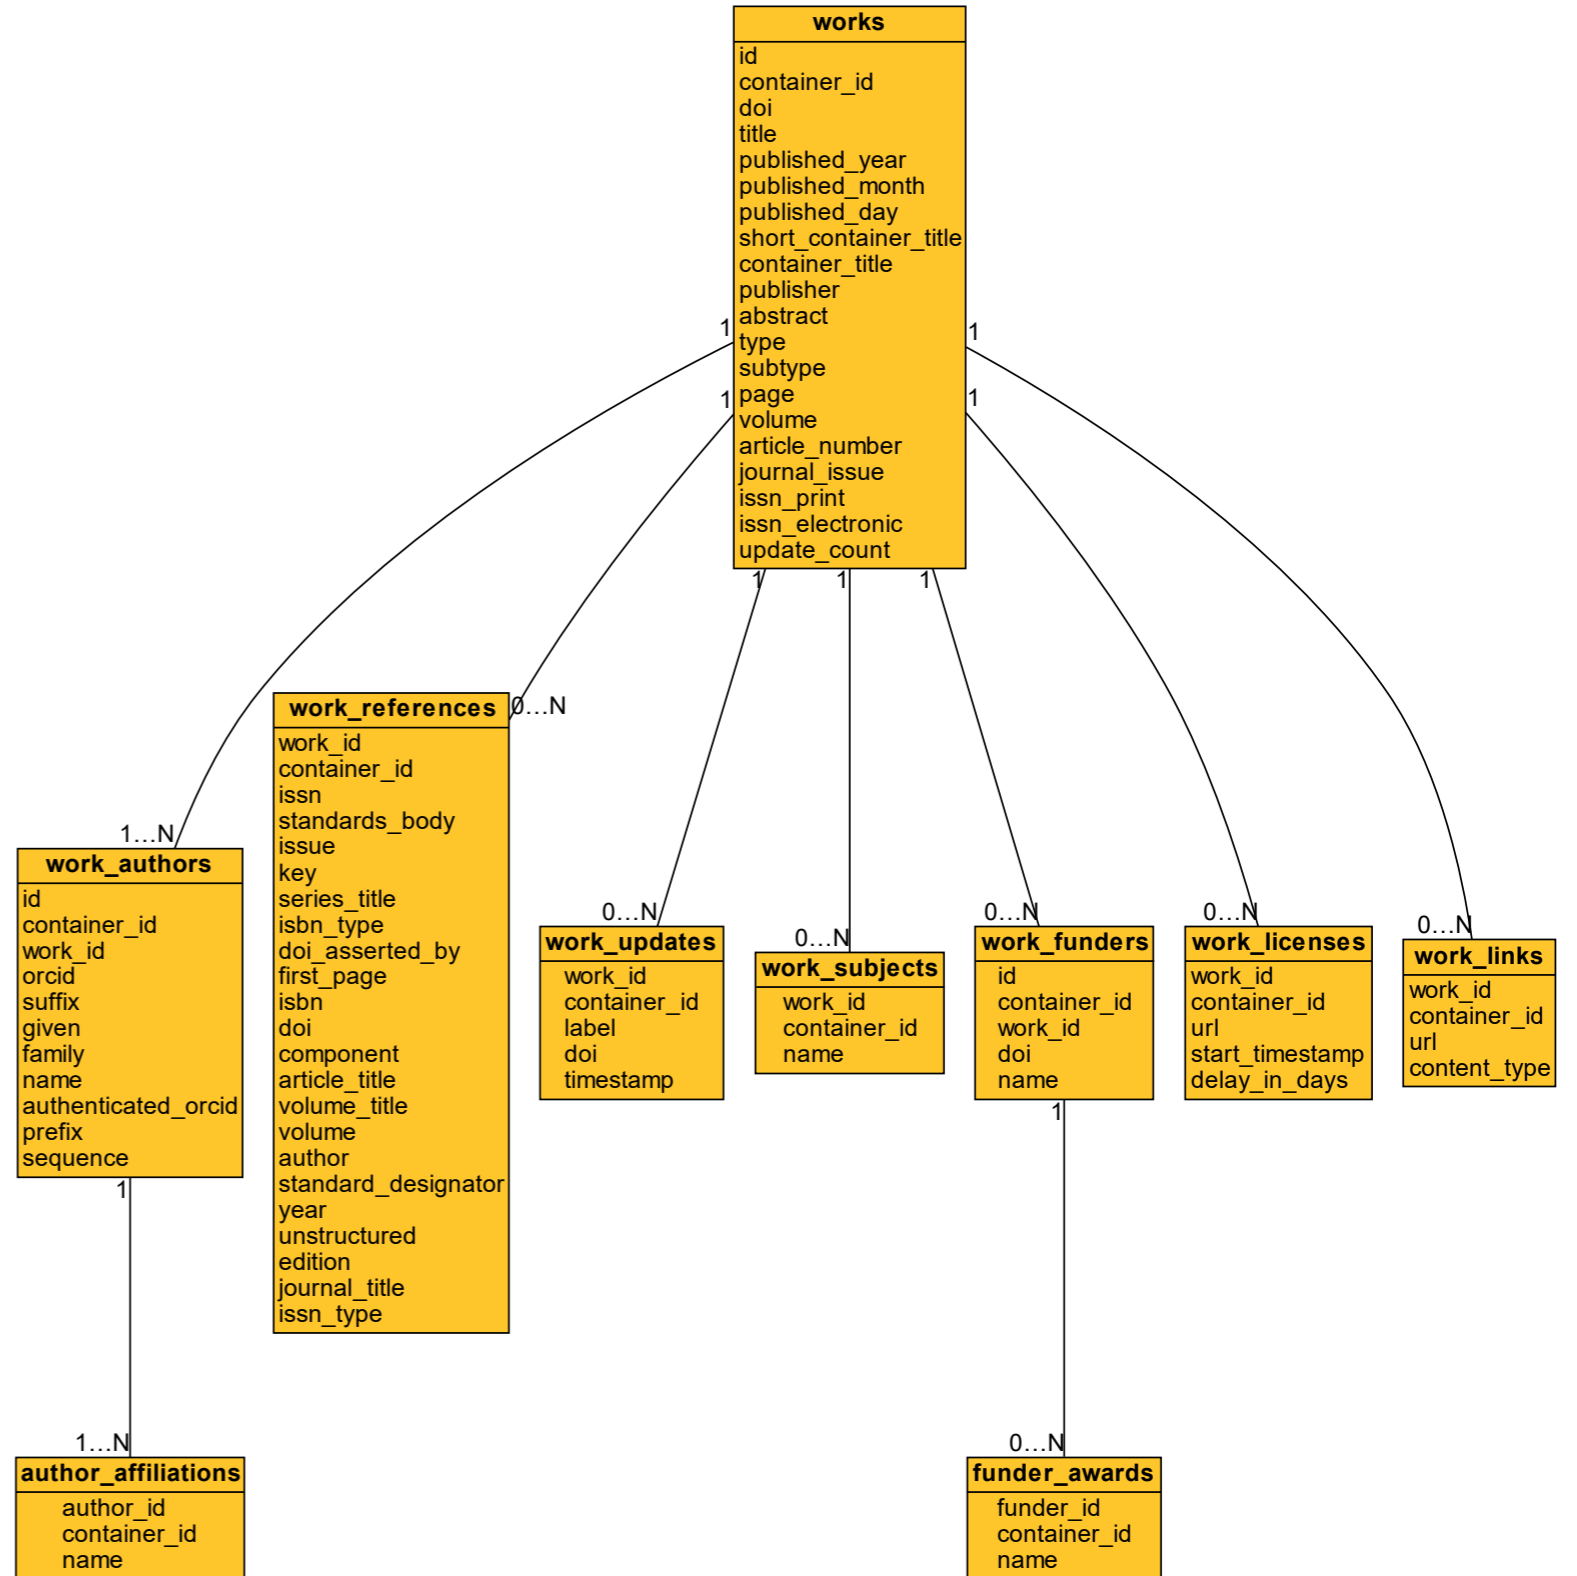 works
id
container_id
doi
title
published_year
published_month
published_day
short_container_title
container_title
publisher
abstract
type
subtype
page
volume
article_number
journal_issue
issn_print
issn_electronic
update_count
1
1
1
1
1
1
1
1…N
work_authors
id
container_id
work_id
orcid
suffix
given
family
name
authenticated_orcid
prefix
sequence
1
0…N
work_references
work_id
container_id
issn
standards_body
issue
key
series_title
isbn_type
doi_asserted_by
first_page
isbn
doi
component
article_title
volume_title
volume
author
standard_designator
year
unstructured
edition
journal_title
issn_type
0…N
work_updates
work_id
container_id
label
doi
timestamp
0…N
work_subjects
work_id
container_id
name
0…N
work_funders
id
container_id
work_id
doi
name
1
0…N
work_licenses
work_id
container_id
url
start_timestamp
delay_in_days
0…N
work_links
work_id
container_id
url
content_type
1…N
author_affiliations
author_id
container_id
name
0…N
funder_awards
funder_id
container_id
name